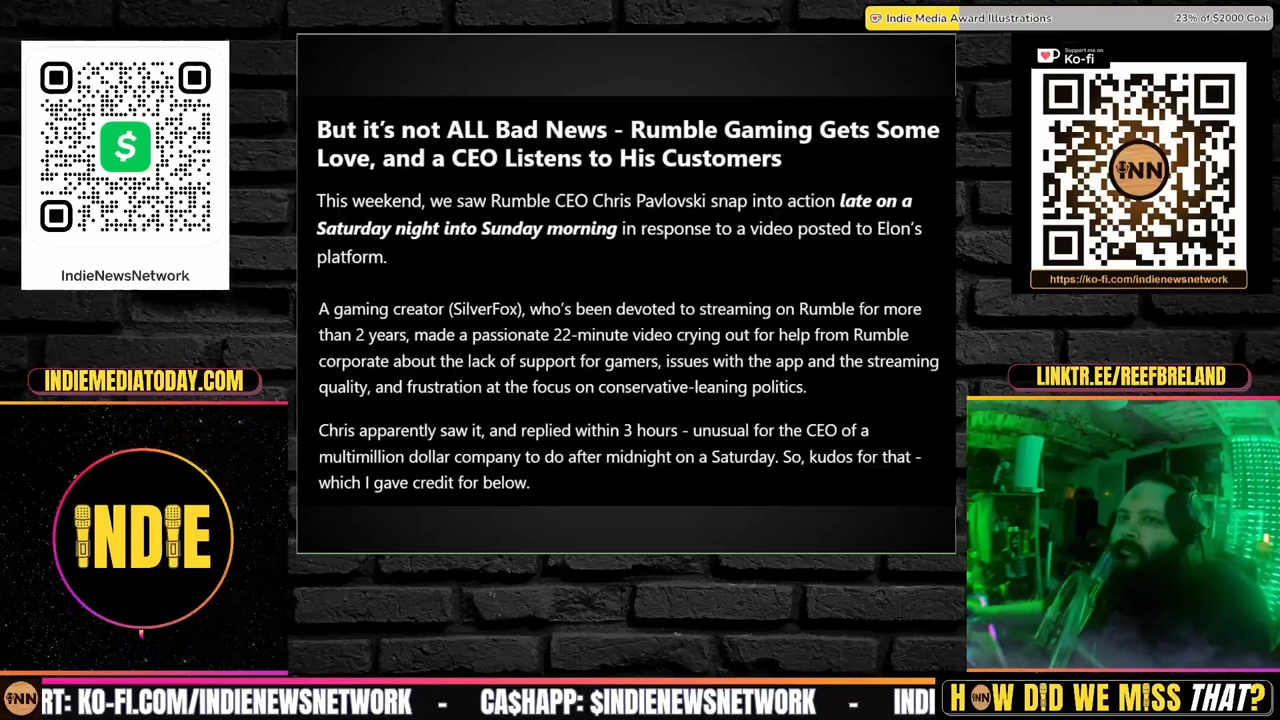 Indie Media Award Illustrations
23% of $2000 Goal
$
IndieNewsNetwork
Support me on
Ko-fi
INN
https://ko-fi.com/indienewsnetwork
But it’s not ALL Bad News - Rumble Gaming Gets Some
Love, and a CEO Listens to His Customers
This weekend, we saw Rumble CEO Chris Pavlovski snap into action late on a
Saturday night into Sunday morning in response to a video posted to Elon’s
platform.
A gaming creator (SilverFox), who’s been devoted to streaming on Rumble for more
than 2 years, made a passionate 22-minute video crying out for help from Rumble
corporate about the lack of support for gamers, issues with the app and the streaming
quality, and frustration at the focus on conservative-leaning politics.
Chris apparently saw it, and replied within 3 hours - unusual for the CEO of a
multimillion dollar company to do after midnight on a Saturday. So, kudos for that -
which I gave credit for below.
INDIEMEDIATODAY.COM
LINKTR.EE/REEFBRELAND
INDIE
INN
RT: KO-FI.COM/INDIENEWSNETWORK - CA$HAPP: $INDIENEWSNETWORK - INDI
HOW DID WE MISS THAT?